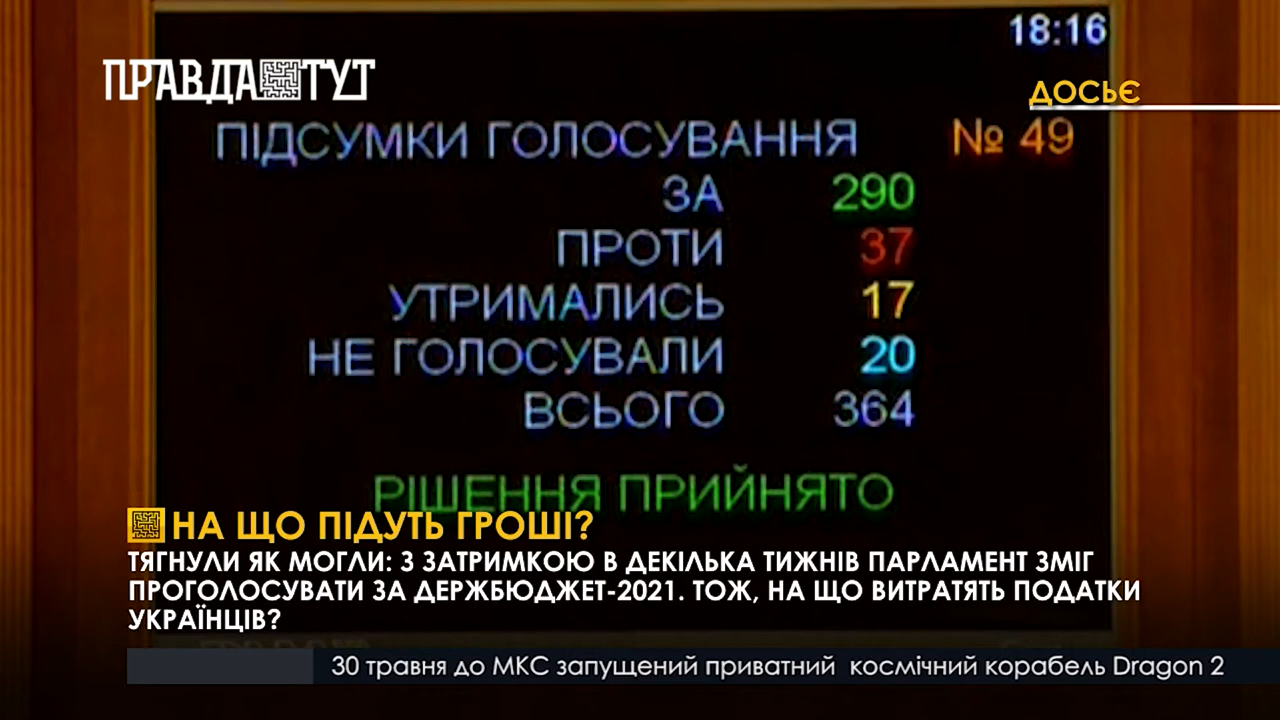 18:16
ПРАВДА ТУТ
ДОСЬЄ
ПІДСУМКИ ГОЛОСУВАННЯ № 49
ЗА 290
ПРОТИ 37
УТРИМАЛИСЬ 17
НЕ ГОЛОСУВАЛИ 20
ВСЬОГО 364
РІШЕННЯ ПРИЙНЯТО
НА ЩО ПІДУТЬ ГРОШІ?
ТЯГНУЛИ ЯК МОГЛИ: З ЗАТРИМКОЮ В ДЕКІЛЬКА ТИЖНІВ ПАРЛАМЕНТ ЗМІГ
ПРОГОЛОСУВАТИ ЗА ДЕРЖБЮДЖЕТ-2021. ТОЖ, НА ЩО ВИТРАТЯТЬ ПОДАТКИ
УКРАЇНЦІВ?
30 травня до МКС запущений приватний космічний корабель Dragon 2